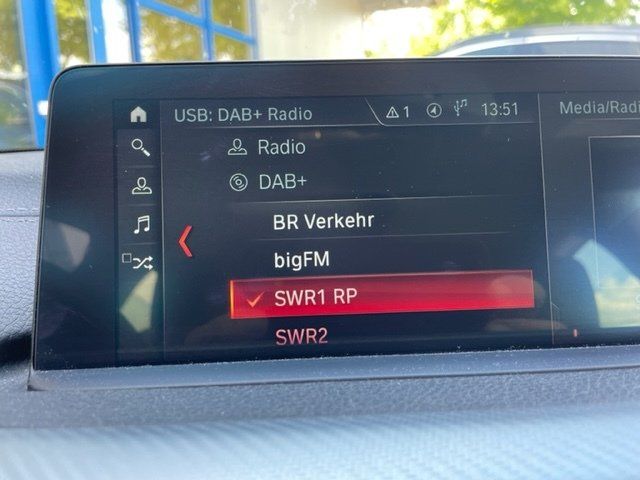 USB: DAB+ Radio
1
13:51
Media/Radi
Radio
DAB+
BR Verkehr
bigFM
SWR1 RP
SWR2